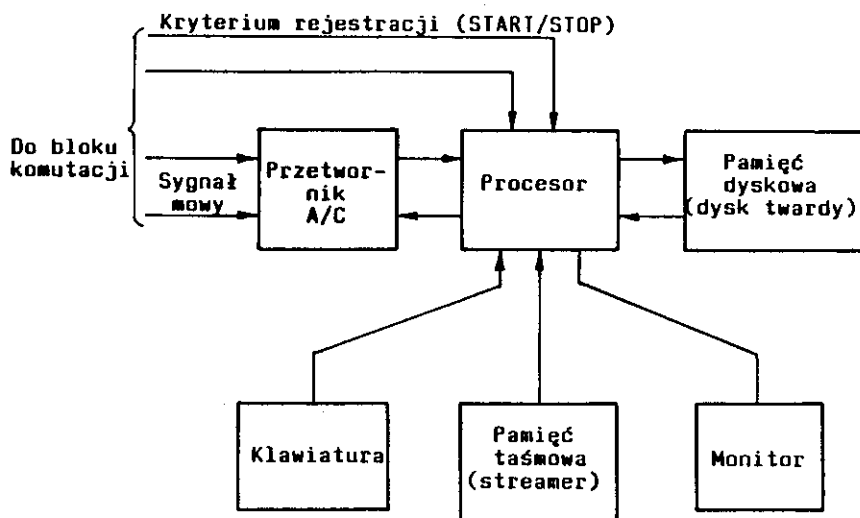 Kryterium rejestracji (START/STOP)
Do bloku
komutacji
Sygnał
mowy
Przetwor-
nik
A/C
Procesor
Pamięć
dyskowa
(dysk twardy)
Klawiatura
Pamięć
taśmowa
(streamer)
Monitor